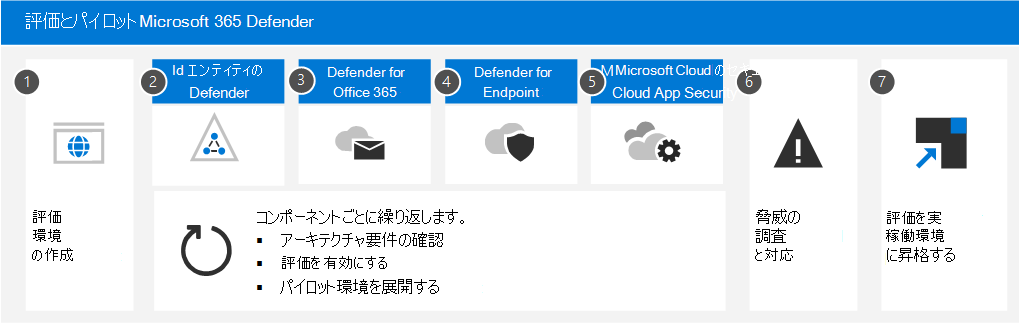 評価とパイロット Microsoft 365 Defender
1
2
Id エンティティの
Defender
3
Defender for
Office 365
4
Defender for
Endpoint
5
Microsoft Cloud のセキュ
Cloud App Security
6
7
評価
環境
の作成
コンポーネントごとに繰り返します。
▪ アーキテクチャ要件の確認
▪ 評価を有効にする
▪ パイロット環境を展開する
脅威の
調査
と対応
評価を実
稼働環境
に昇格する